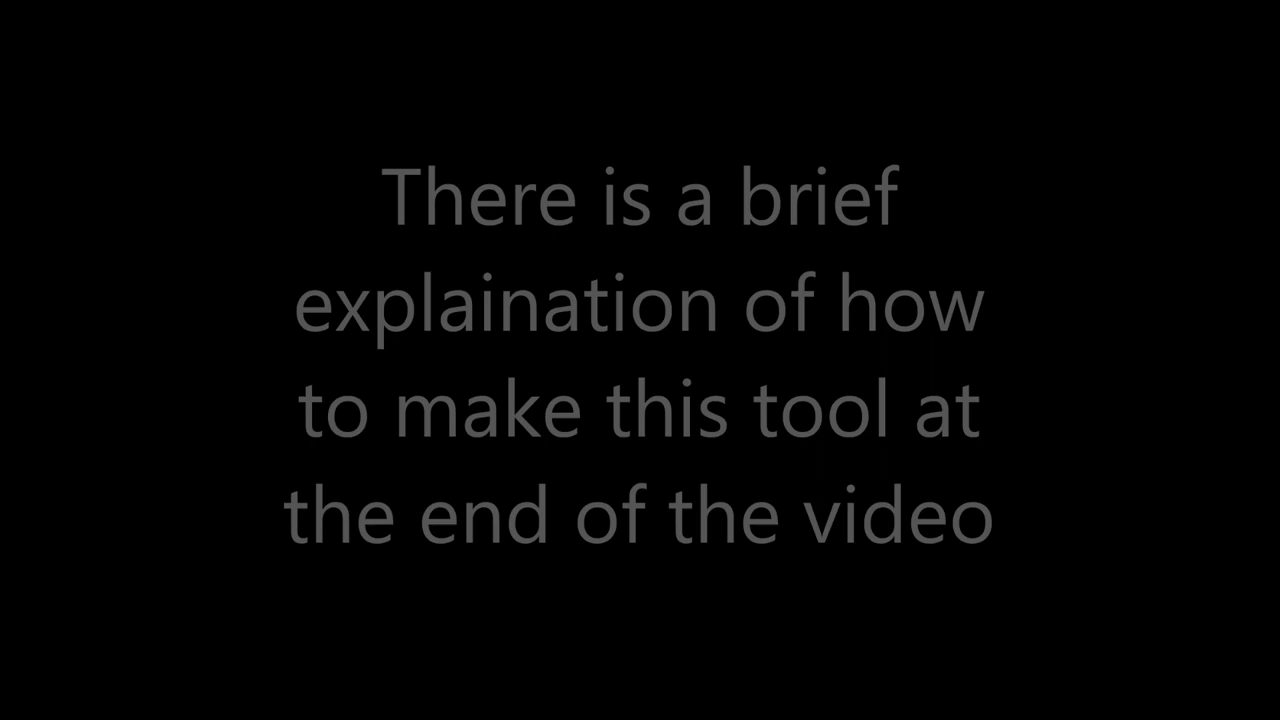 There is a brief
explaination of how
to make this tool at
the end of the video